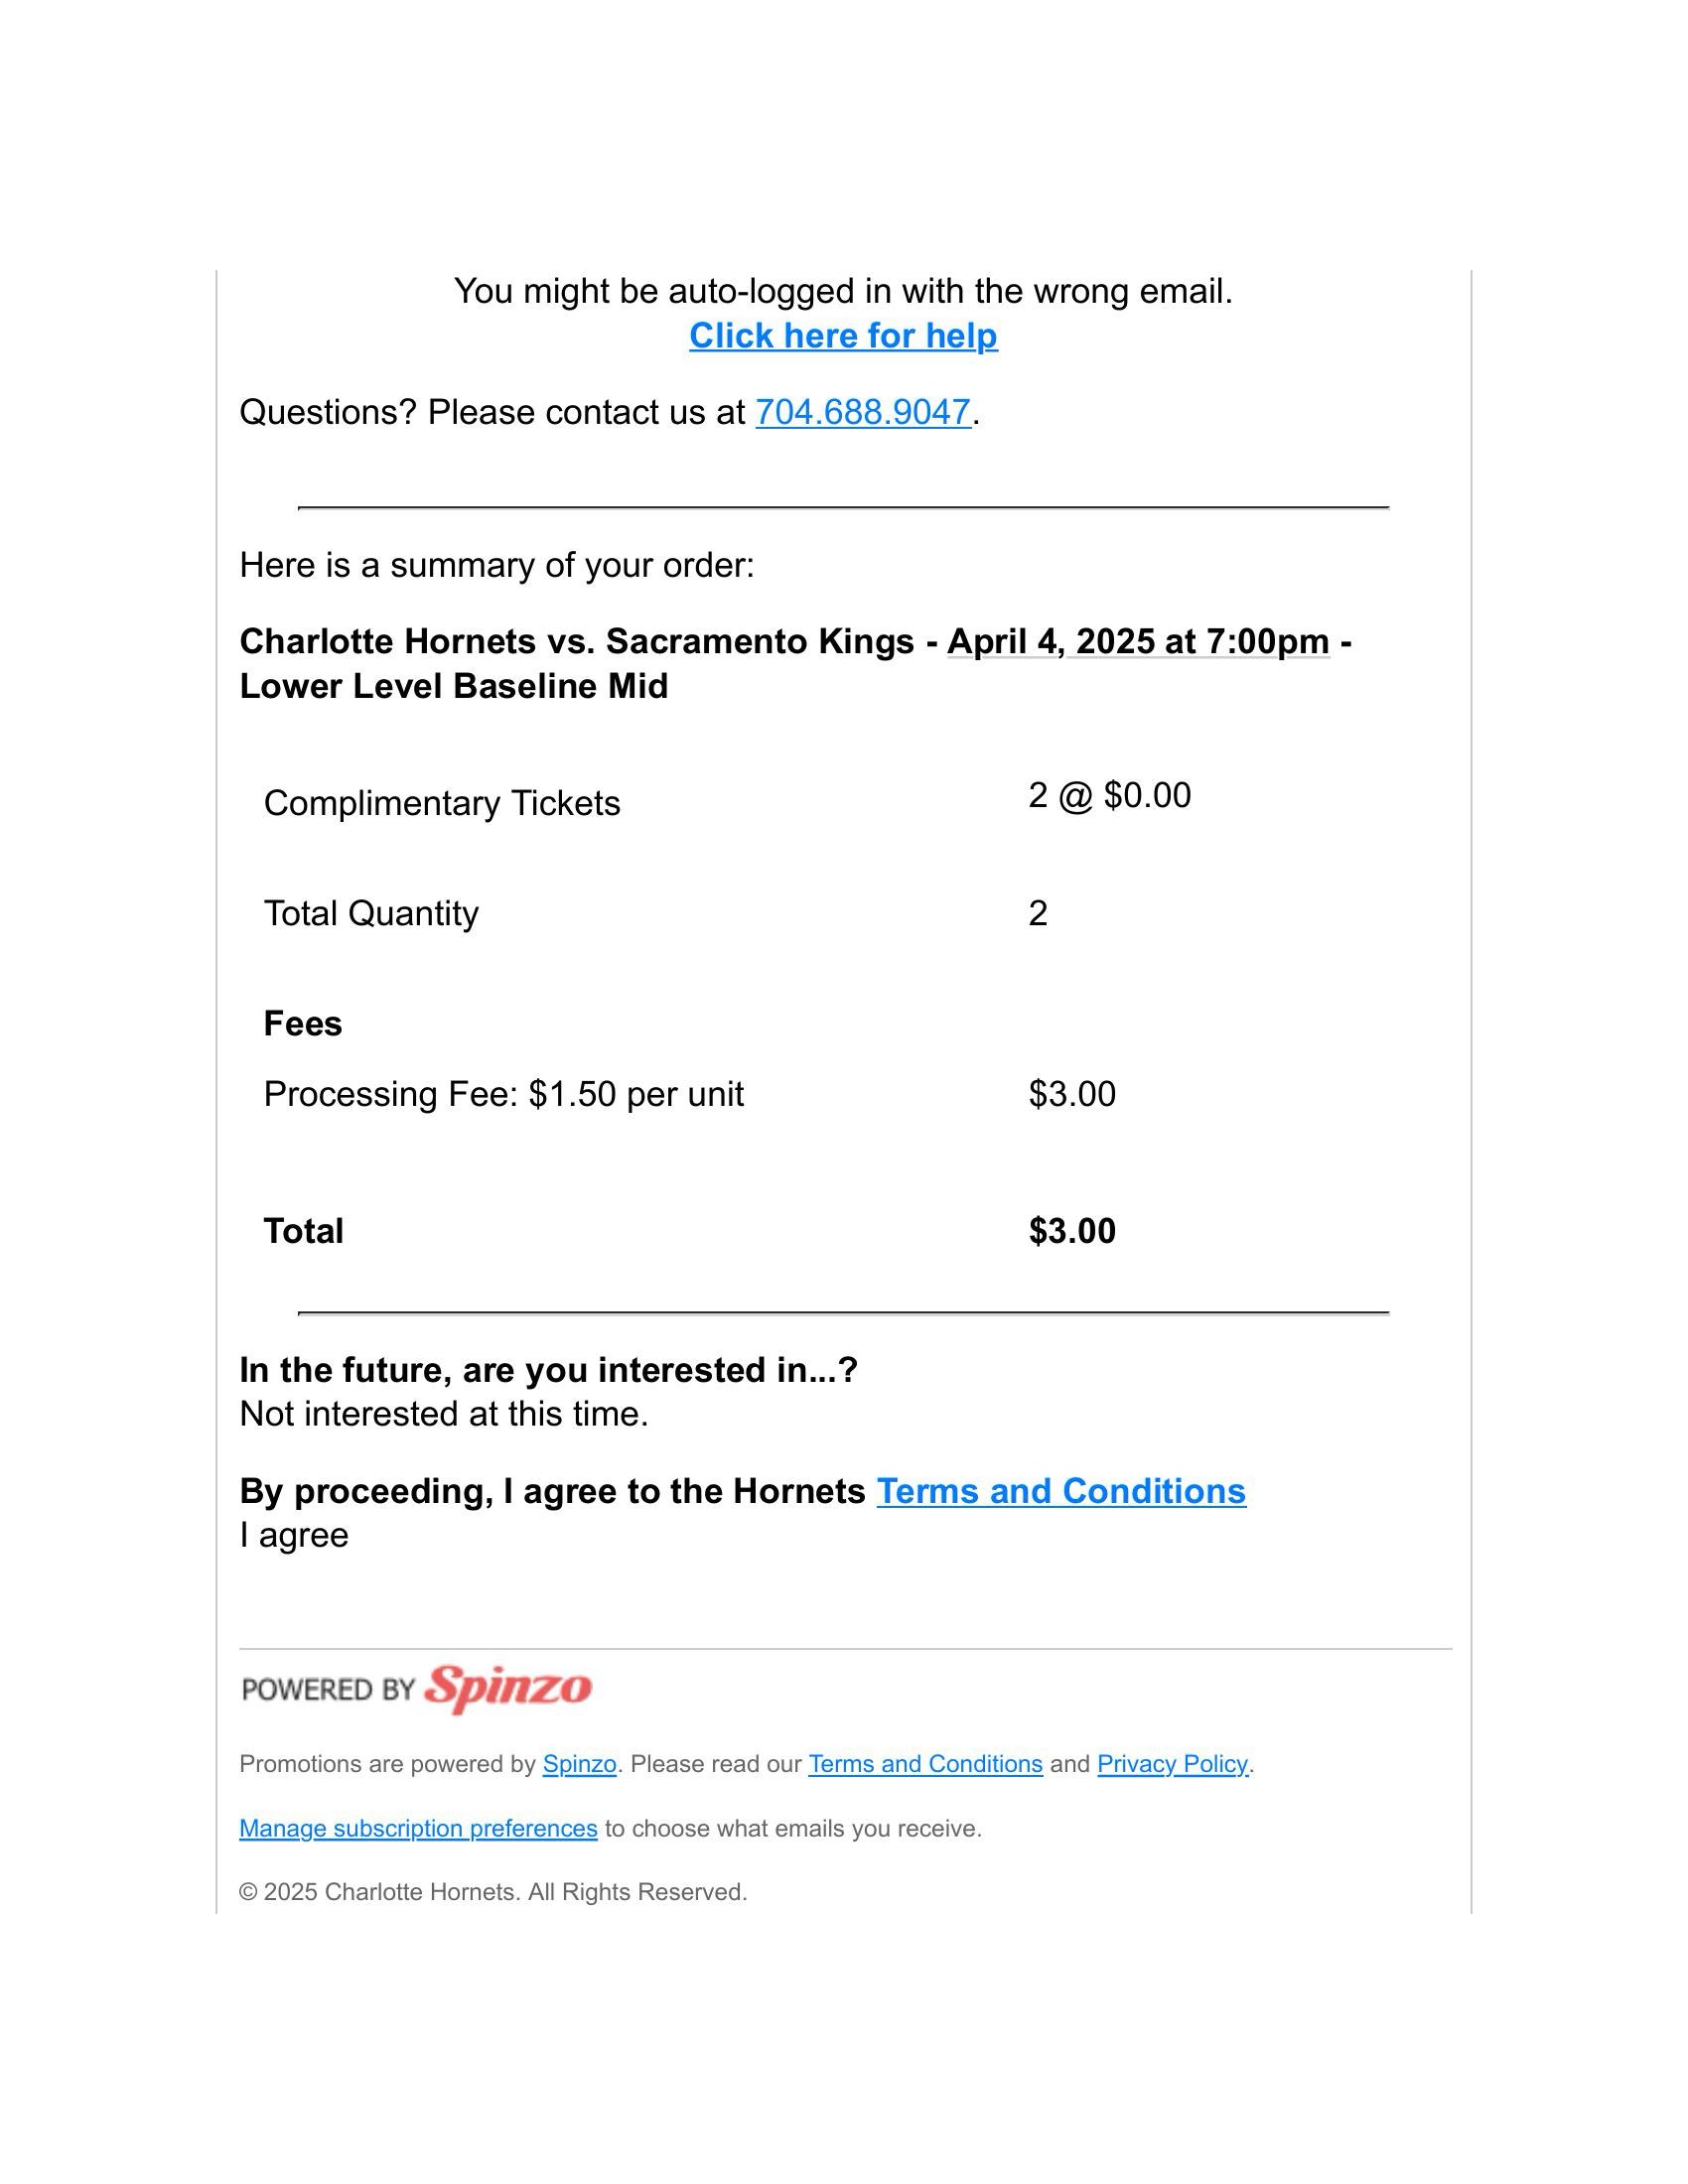 You might be auto-logged in with the wrong email.
Click here for help
Questions? Please contact us at 704.688.9047.
Here is a summary of your order:
Charlotte Hornets vs. Sacramento Kings - April 4, 2025 at 7:00pm -
Lower Level Baseline Mid
Complimentary Tickets 2 @ $0.00
Total Quantity 2
Fees
Processing Fee: $1.50 per unit $3.00
Total $3.00
In the future, are you interested in...?
Not interested at this time.
By proceeding, I agree to the Hornets Terms and Conditions
I agree
POWERED BY Spinzo
Promotions are powered by Spinzo. Please read our Terms and Conditions and Privacy Policy.
Manage subscription preferences to choose what emails you receive.
© 2025 Charlotte Hornets. All Rights Reserved.